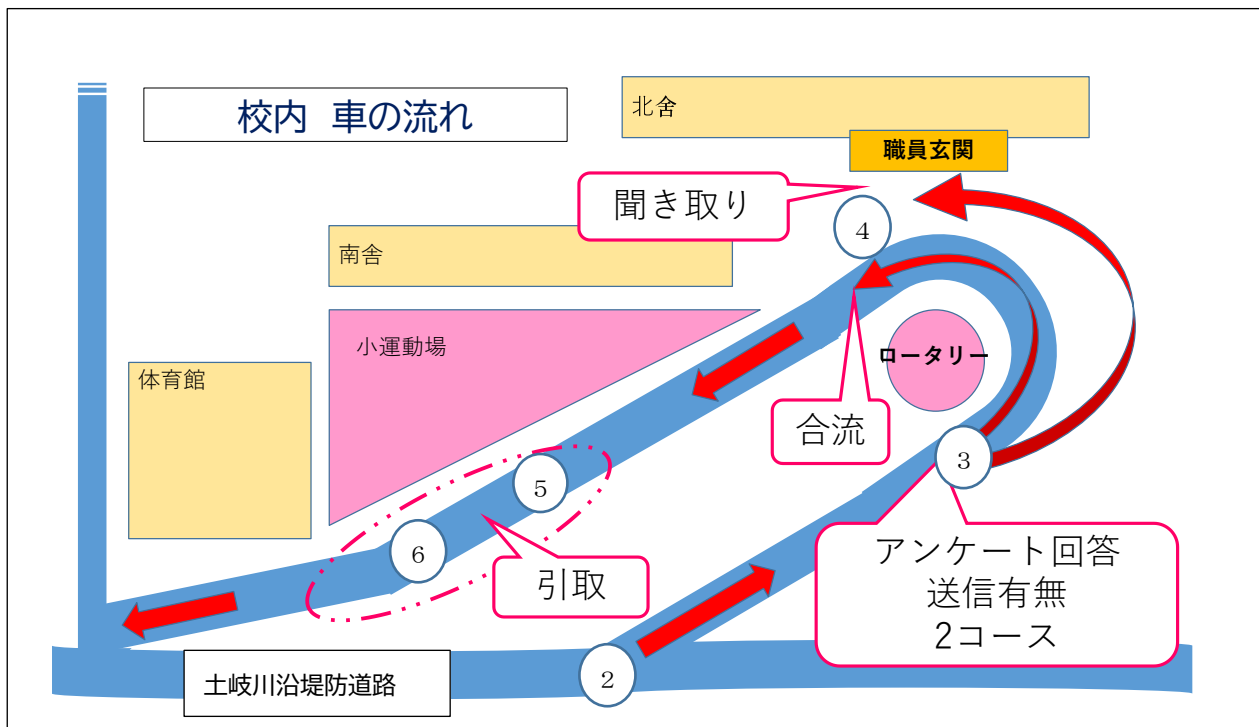 校内 車の流れ
北舎
職員玄関
聞き取り
4
南舎
小運動場
ロータリー
体育館
合流
3
5
6
引取
アンケート回答
送信有無
2コース
2
土岐川沿堤防道路